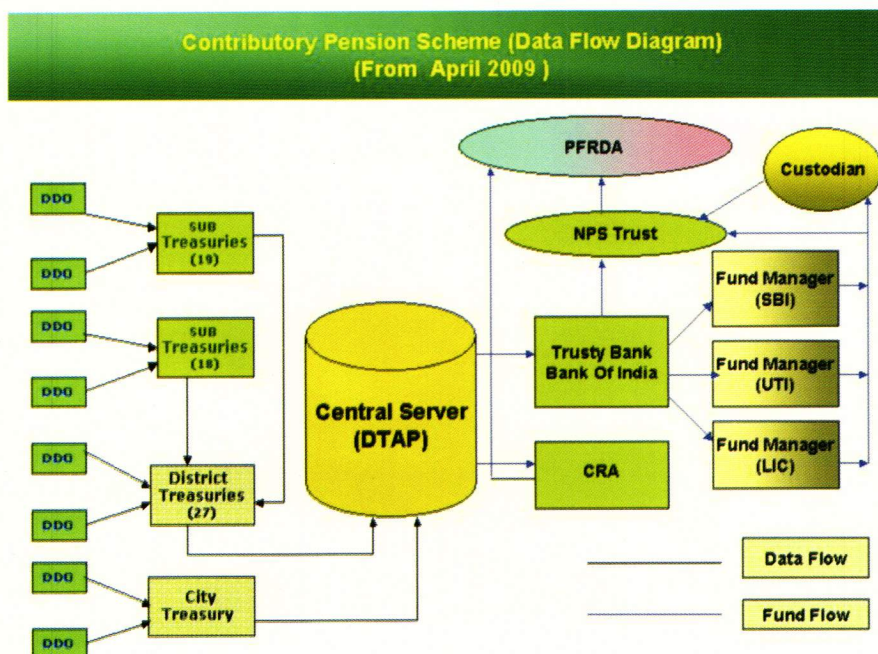 Contributory Pension Scheme (Data Flow Diagram)
(From April 2009 )
PFRDA
Custodian
NPS Trust
DDO
DDO
DDO
DDO
DDO
DDO
DDO
DDO
SUB
Treasuries
(19)
SUB
Treasuries
(18)
District
Treasuries
(27)
City
Treasury
Central Server
(DTAP)
Trusty Bank
Bank Of India
CRA
Fund Manager
(SBI)
Fund Manager
(UTI)
Fund Manager
(LIC)
Data Flow
Fund Flow